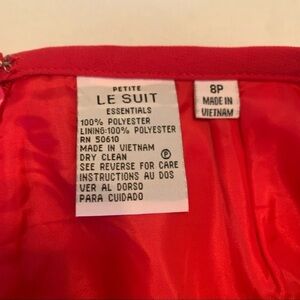 PETITE
LE SUIT
ESSENTIALS
100% POLYESTER
LINING:100% POLYESTER
RN 50610
MADE IN VIETNAM
DRY CLEAN Ⓟ
SEE REVERSE FOR CARE
INSTRUCTIONS AU DOS
VER AL DORSO
PARA CUIDADO
8P
MADE IN
VIETNAM